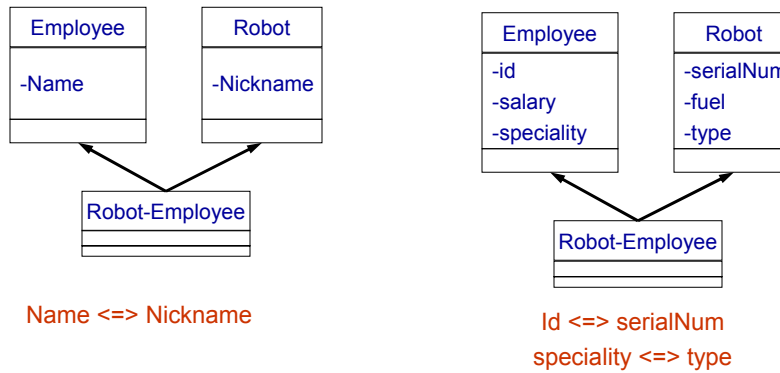 Employee
-Name
Robot
-Nickname
Robot-Employee
Name <=> Nickname
Employee
-id
-salary
-speciality
Robot
-serialNum
-fuel
-type
Robot-Employee
Id <=> serialNum
speciality <=> type